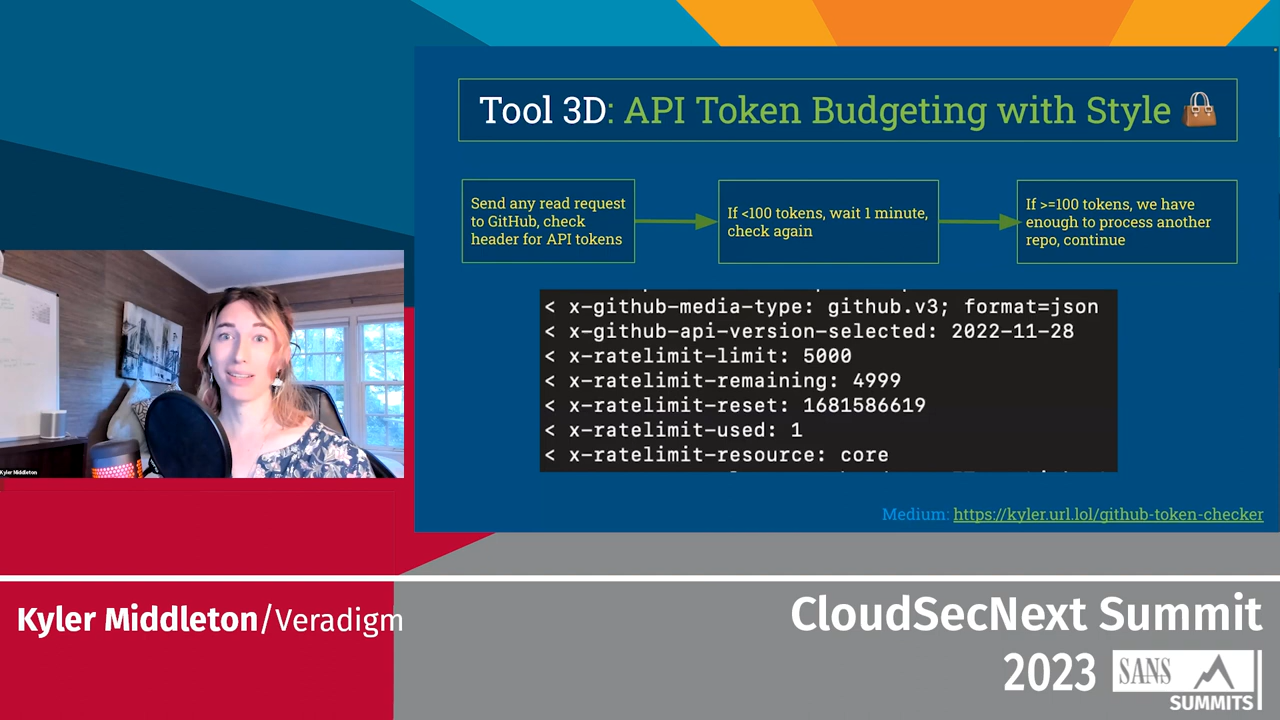 Tool 3D: API Token Budgeting with Style
Send any read request
to GitHub, check
header for API tokens
If <100 tokens, wait 1 minute,
check again
If >=100 tokens, we have
enough to process another
repo, continue
< x-github-media-type: github.v3; format=json
< x-github-api-version-selected: 2022-11-28
< x-ratelimit-limit: 5000
< x-ratelimit-remaining: 4999
< x-ratelimit-reset: 1681586619
< x-ratelimit-used: 1
< x-ratelimit-resource: core
Medium: https://kyler.url.lol/github-token-checker
Kyler Middleton
Kyler Middleton/Veradigm
CloudSecNext Summit
2023
SANS
SUMMITS